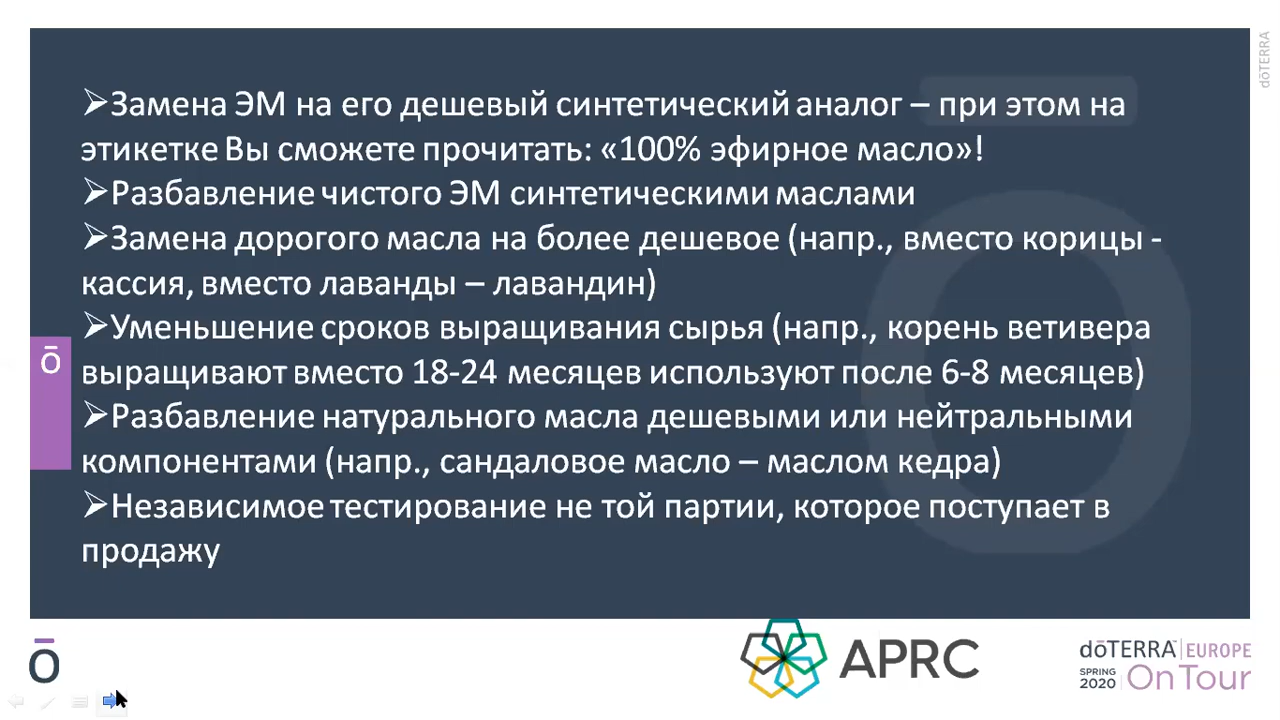 dōTERRA
➢Замена ЭМ на его дешевый синтетический аналог – при этом на
этикетке Вы сможете прочитать: «100% эфирное масло»!
➢Разбавление чистого ЭМ синтетическими маслами
➢Замена дорогого масла на более дешевое (напр., вместо корицы -
кассия, вместо лаванды – лавандин)
➢Уменьшение сроков выращивания сырья (напр., корень ветивера
выращивают вместо 18-24 месяцев используют после 6-8 месяцев)
➢Разбавление натурального масла дешевыми или нейтральными
компонентами (напр., сандаловое масло – маслом кедра)
➢Независимое тестирование не той партии, которое поступает в
продажу
ō
ō
APRC
dōTERRA | EUROPE
SPRING 2020 On Tour